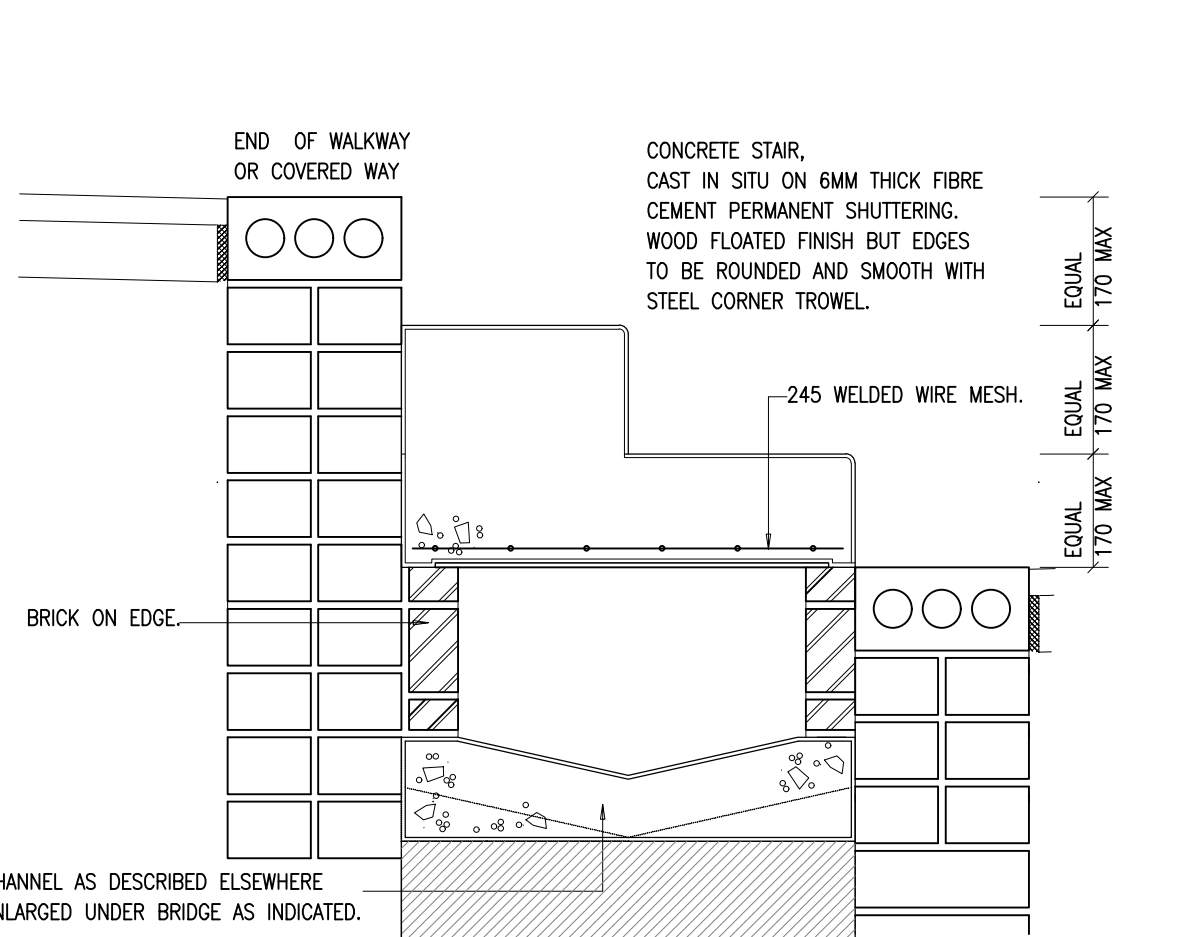 END OF WALKWAY
OR COVERED WAY
CONCRETE STAIR,
CAST IN SITU ON 6MM THICK FIBRE
CEMENT PERMANENT SHUTTERING.
WOOD FLOATED FINISH BUT EDGES
TO BE ROUNDED AND SMOOTH WITH
STEEL CORNER TROWEL.
EQUAL
170 MAX
245 WELDED WIRE MESH.
EQUAL
170 MAX
EQUAL
170 MAX
BRICK ON EDGE.
HANNEL AS DESCRIBED ELSEWHERE
NLARGED UNDER BRIDGE AS INDICATED.